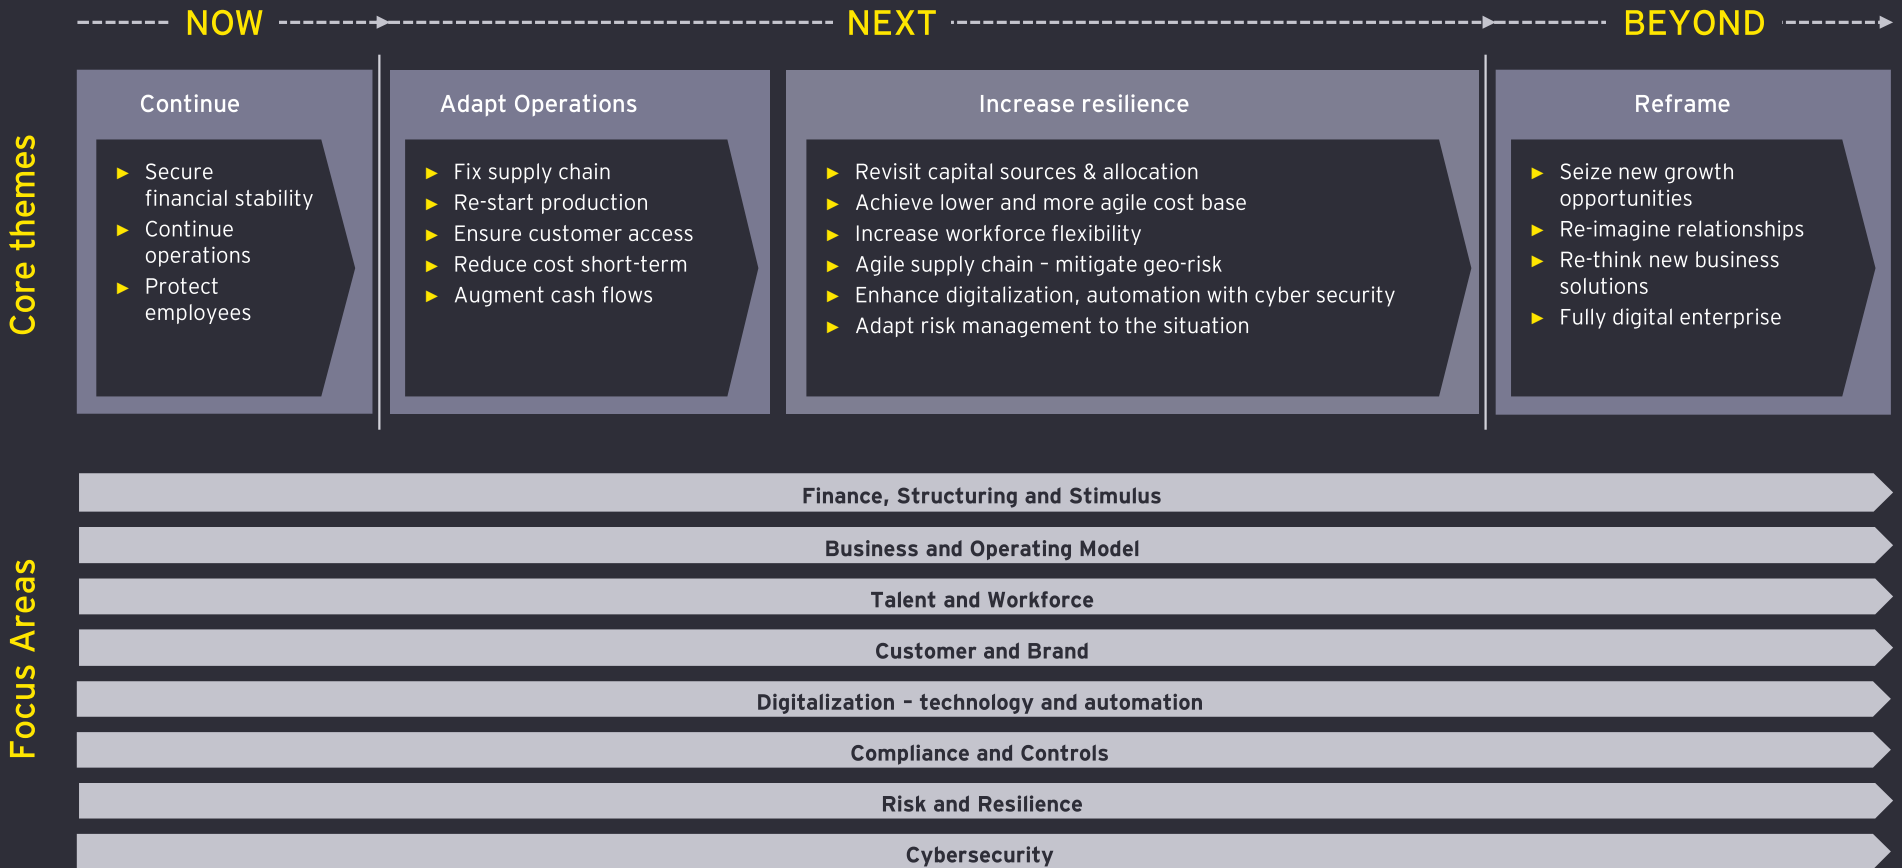 NOW
NEXT
BEYOND
Core themes
Continue
Secure
financial stability
Continue
operations
Protect
employees
Adapt Operations
Fix supply chain
Re-start production
Ensure customer access
Reduce cost short-term
Augment cash flows
Increase resilience
Revisit capital sources & allocation
Achieve lower and more agile cost base
Increase workforce flexibility
Agile supply chain – mitigate geo-risk
Enhance digitalization, automation with cyber security
Adapt risk management to the situation
Reframe
Seize new growth
opportunities
Re-imagine relationships
Re-think new business
solutions
Fully digital enterprise
Focus Areas
Finance, Structuring and Stimulus
Business and Operating Model
Talent and Workforce
Customer and Brand
Digitalization – technology and automation
Compliance and Controls
Risk and Resilience
Cybersecurity